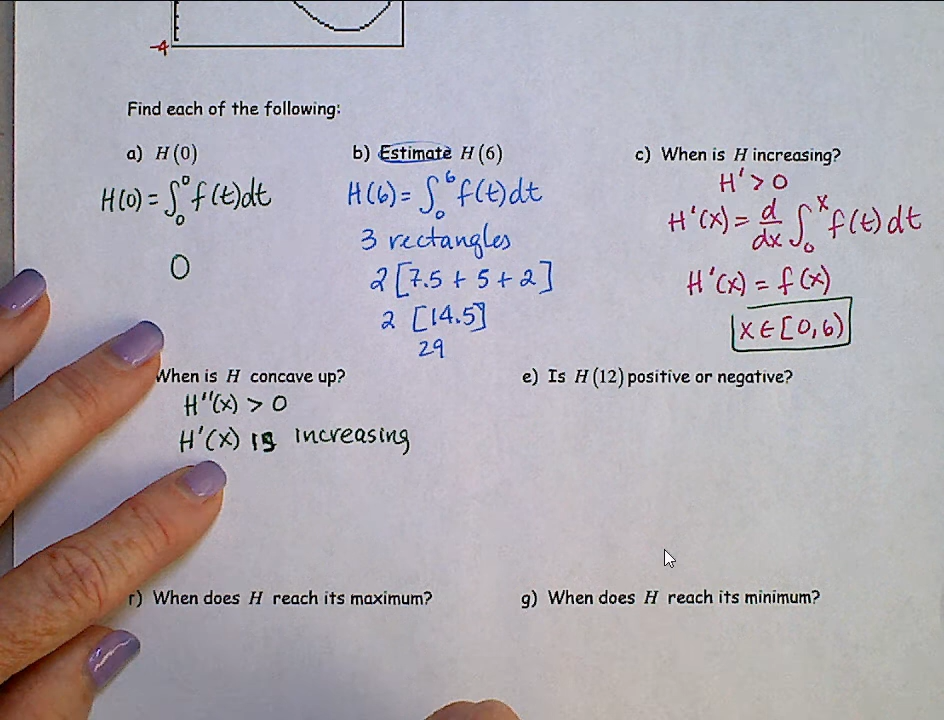 -4
Find each of the following:
a) H(0)
H(0) = ∫₀⁰ f(t)dt
0
b) Estimate H(6)
H(6) = ∫₀⁶ f(t)dt
3 rectangles
2[7.5 + 5 + 2]
2 [14.5]
29
c) When is H increasing?
H' > 0
H'(x) = d/dx ∫₀ˣ f(t) dt
H'(x) = f(x)
x ∈ [0,6)
When is H concave up?
H''(x) > 0
H'(x) is increasing
e) Is H(12) positive or negative?
f) When does H reach its maximum?
g) When does H reach its minimum?